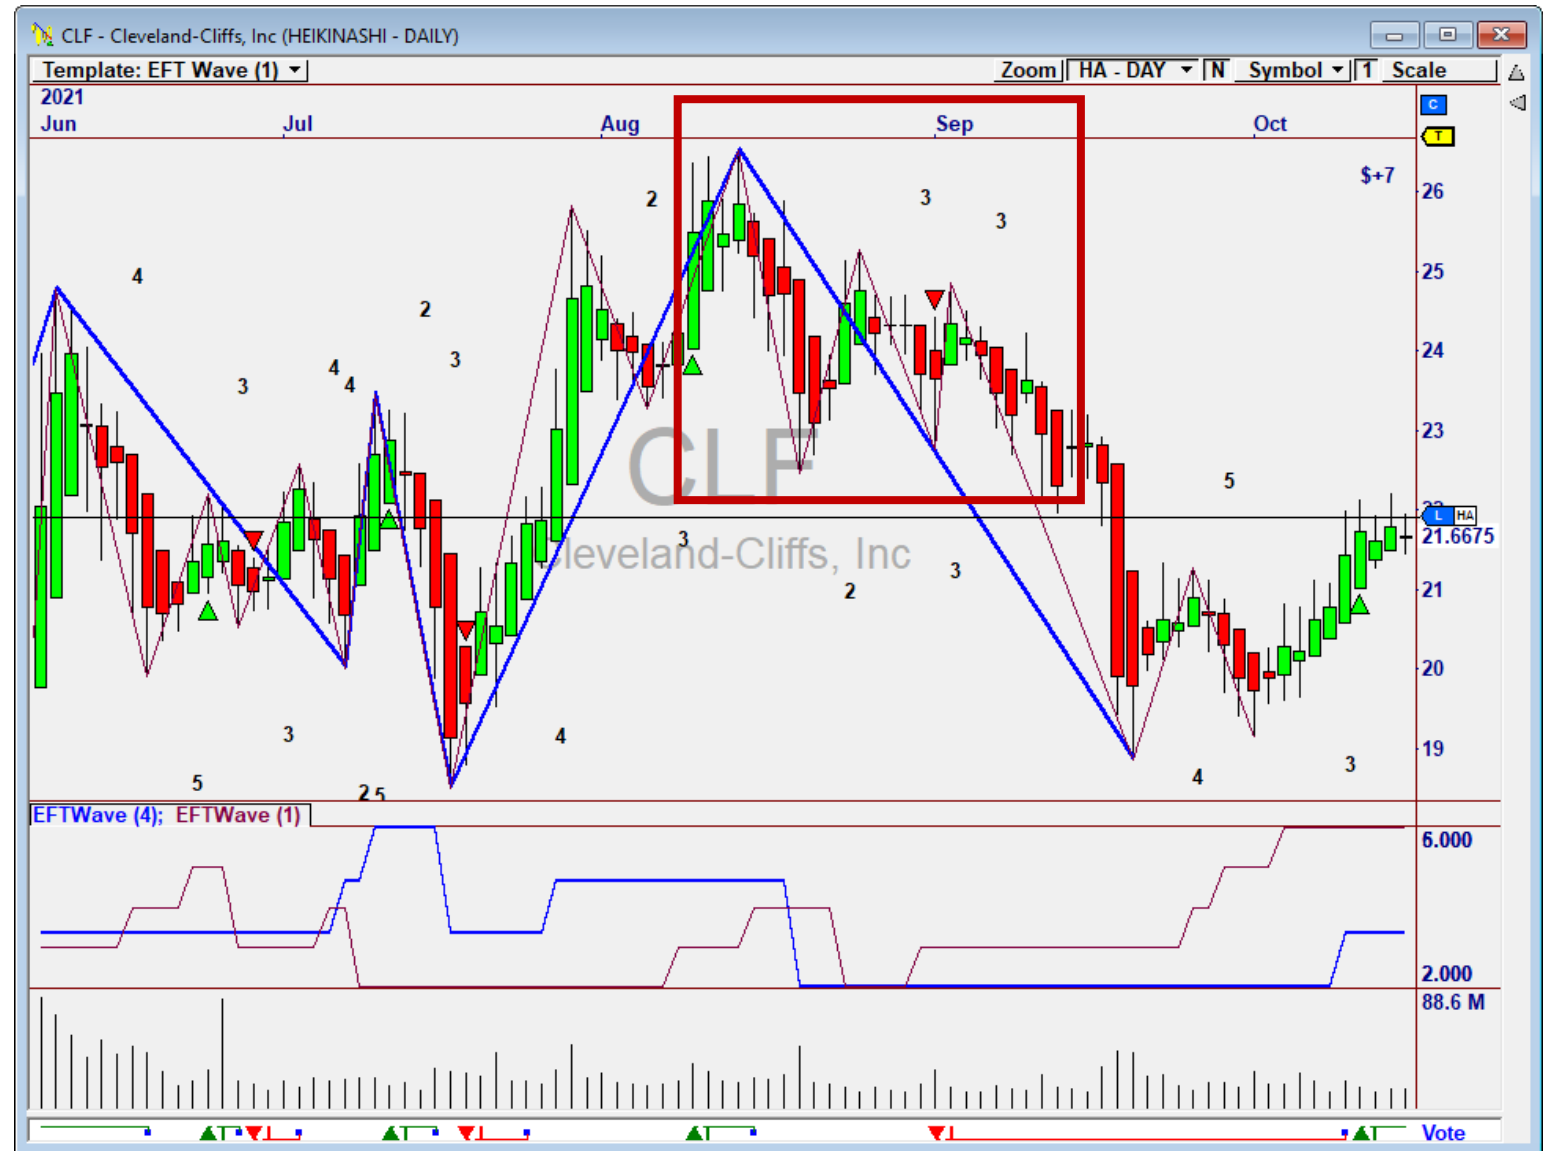 CLF - Cleveland-Cliffs, Inc (HEIKINASHI - DAILY)
Template: EFT Wave (1) Zoom HA - DAY N Symbol 1 Scale
2021
Jun Jul Aug Sep Oct
C
T
$+7
26
25
24
23
L HA
21.6675
21
20
19
2 3
3
4
2
4 3
3 4
5
CLF
3
Cleveland-Cliffs, Inc
3
2
3 4
3
5 4
2 5
EFTWave (4); EFTWave (1)
6.000
2.000
88.6 M
Vote